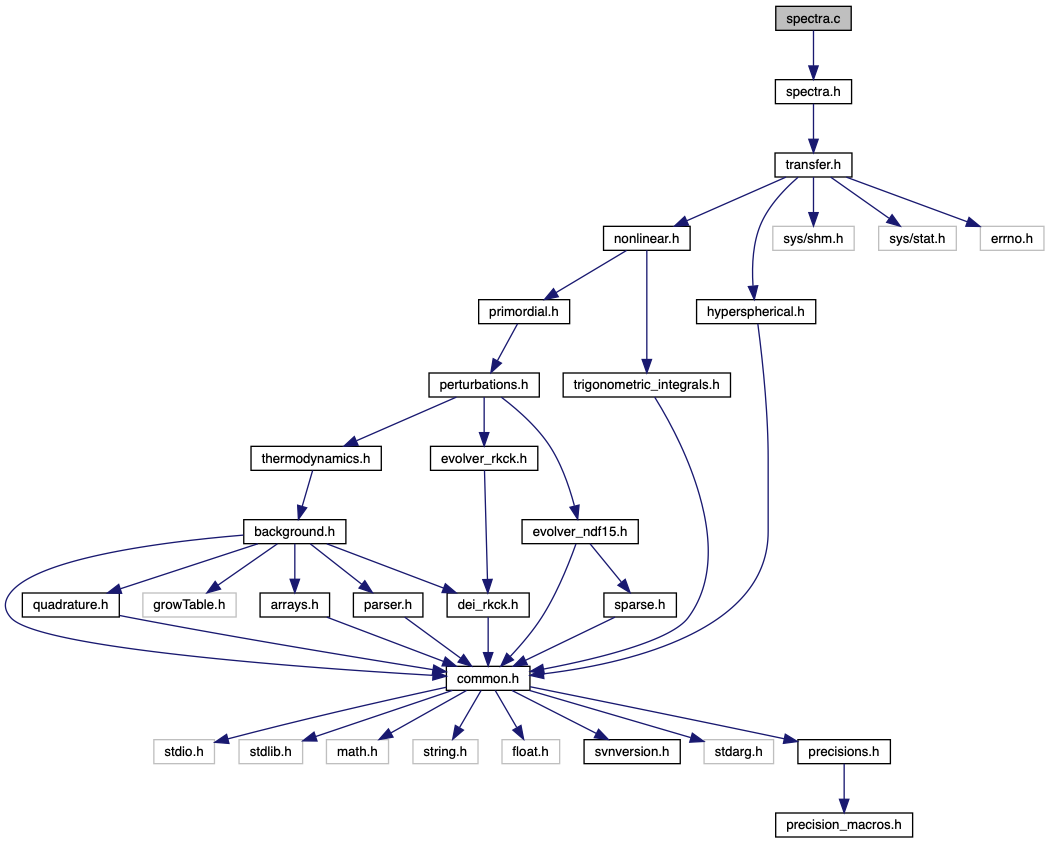 spectra.c
spectra.h
transfer.h
nonlinear.h
sys/shm.h
sys/stat.h
errno.h
primordial.h
hyperspherical.h
perturbations.h
trigonometric_integrals.h
thermodynamics.h
evolver_rkck.h
background.h
evolver_ndf15.h
quadrature.h
growTable.h
arrays.h
parser.h
dei_rkck.h
sparse.h
common.h
stdio.h
stdlib.h
math.h
string.h
float.h
svnversion.h
stdarg.h
precisions.h
precision_macros.h